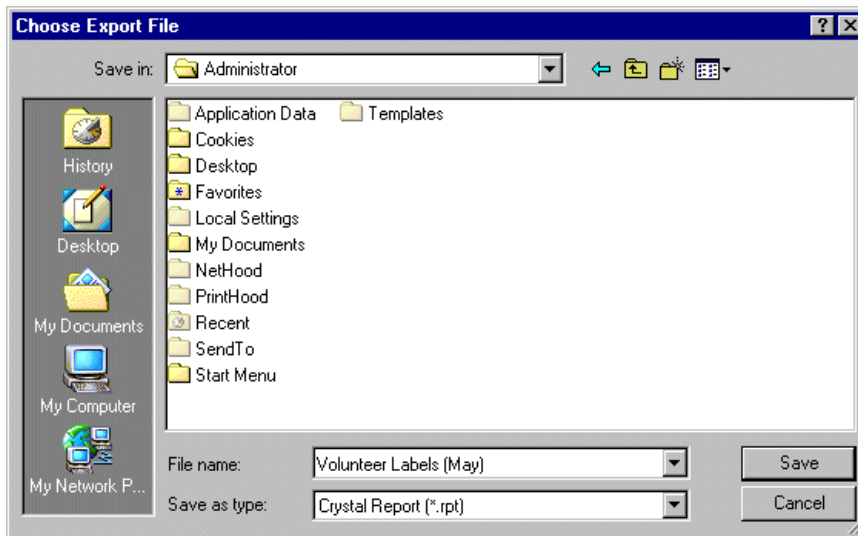 Choose Export File
Save in: Administrator
History
Desktop
My Documents
My Computer
My Network P...
Application Data
Cookies
Desktop
Favorites
Local Settings
My Documents
NetHood
PrintHood
Recent
SendTo
Start Menu
Templates
File name: Volunteer Labels (May)
Save
Save as type: Crystal Report (*.rpt)
Cancel